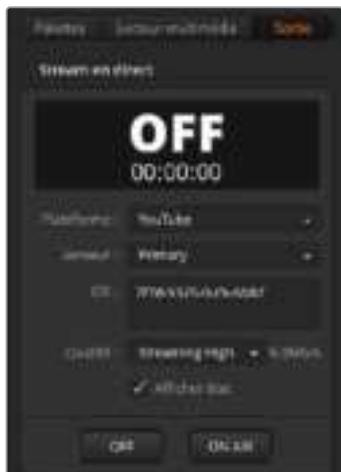 Palettes Lecteur multimédia Sortie
Stream en direct
OFF
00:00:00
Plateforme YouTube
Serveur Primary
Clé
Qualité Streaming High
Afficher état
OFF ON AIR